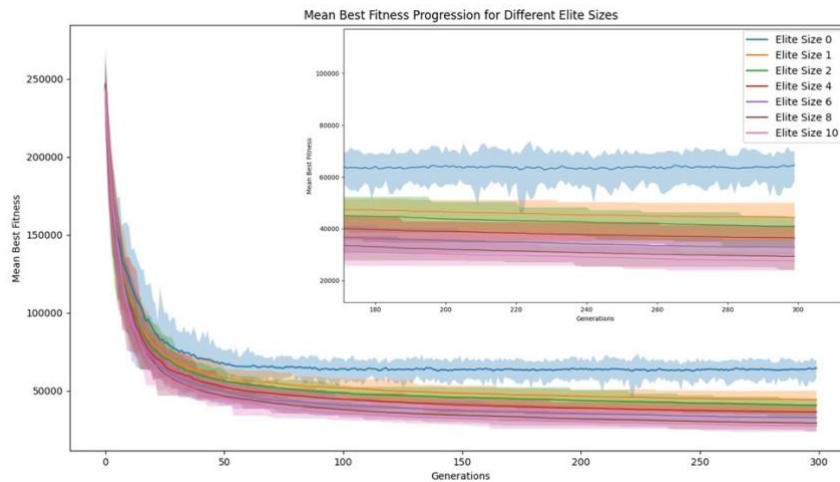 Mean Best Fitness Progression for Different Elite Sizes
Mean Best Fitness
250000
200000
150000
100000
50000
0
50
100
150
200
250
300
Generations
Mean Best Fitness
100000
80000
60000
40000
20000
180
200
220
240
260
280
300
Generations
Elite Size 0
Elite Size 1
Elite Size 2
Elite Size 4
Elite Size 6
Elite Size 8
Elite Size 10